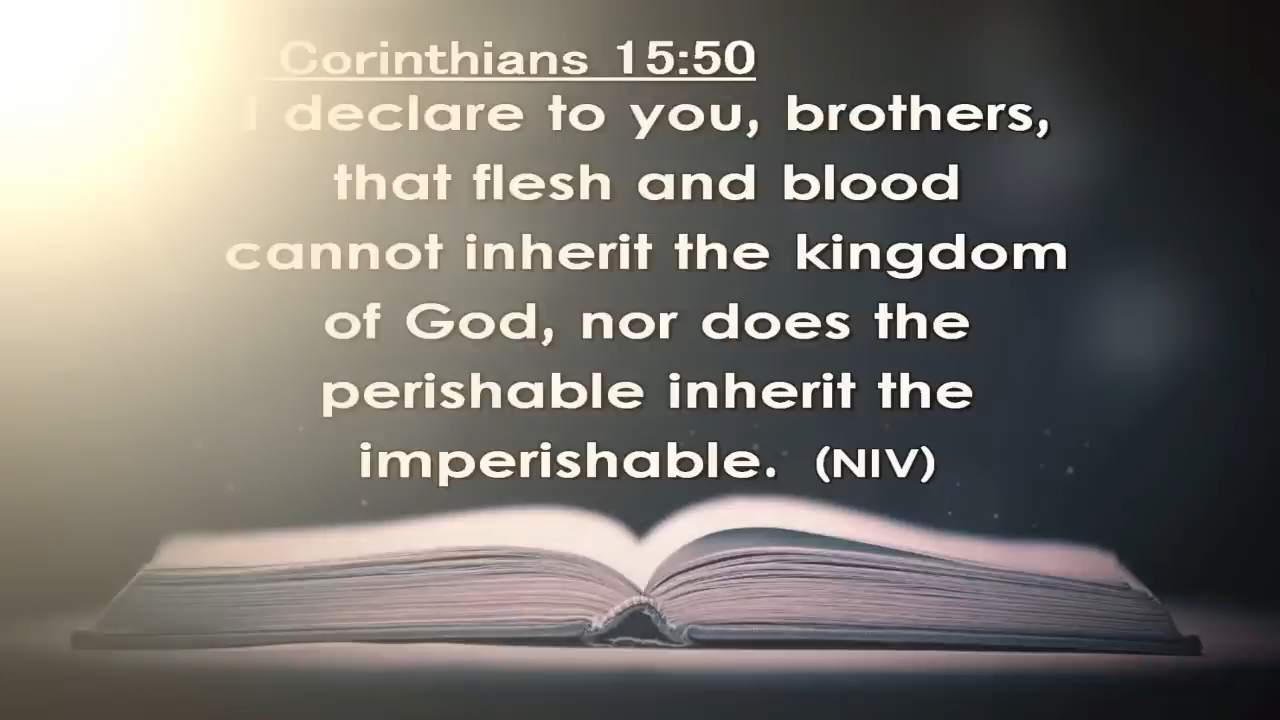 Corinthians 15:50
I declare to you, brothers,
that flesh and blood
cannot inherit the kingdom
of God, nor does the
perishable inherit the
imperishable. (NIV)